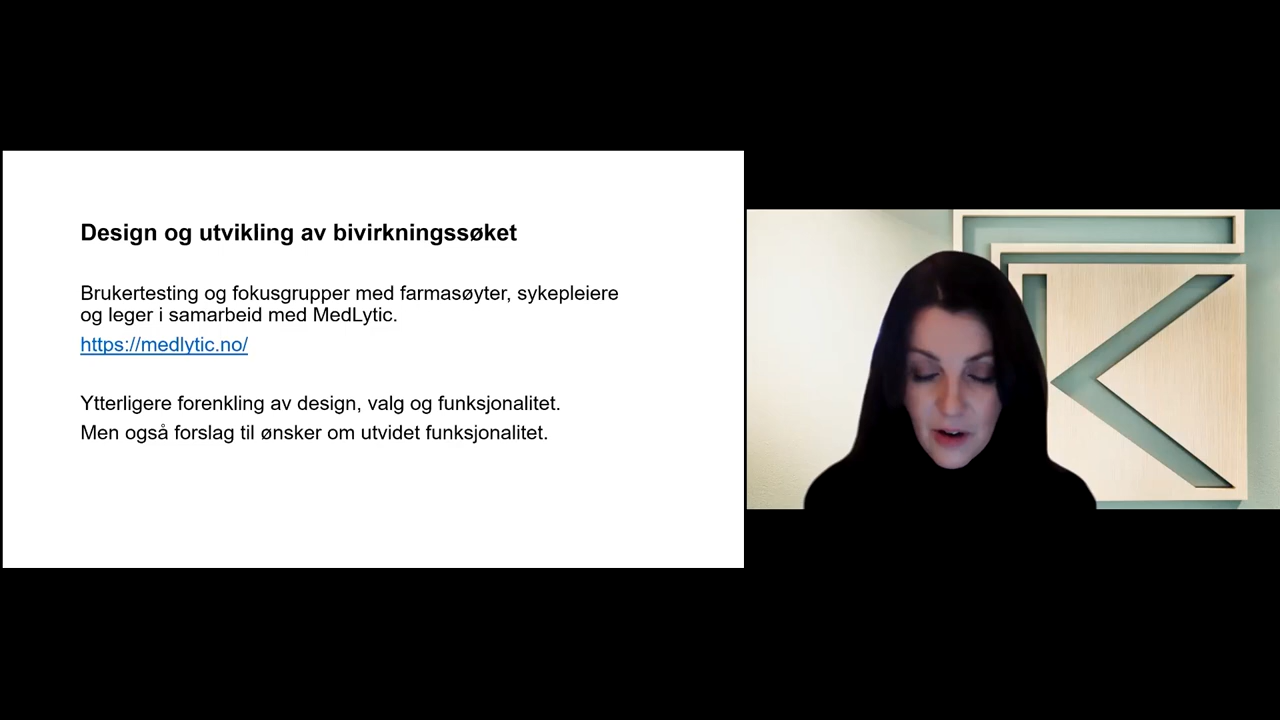 Design og utvikling av bivirkningssøket
Brukertesting og fokusgrupper med farmasøyter, sykepleiere
og leger i samarbeid med MedLytic.
https://medlytic.no/
Ytterligere forenkling av design, valg og funksjonalitet.
Men også forslag til ønsker om utvidet funksjonalitet.